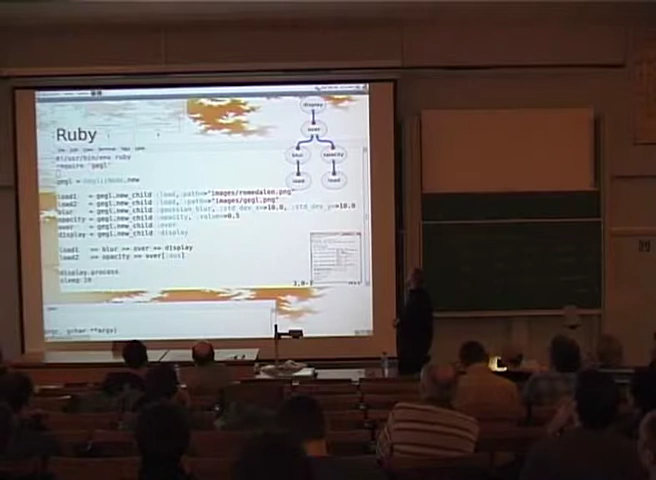 Ruby
display
over
#!/usr/bin/env ruby
require 'gegl'
blur
opacity
gegl =
load
load
load1 = gegl.new_child :load, :path=>"images/romedalen.png"
load2 = gegl.new_child :load, :path=>"images/gegl.png"
blur = gegl.new_child :gaussian_blur, :std_dev_x=>10.0, :std_dev_y=>10.0
opacity = gegl.new_child :opacity, :value=>0.5
over = gegl.new_child :over
display = gegl.new_child :display
load1 >> blur >> over >> display
load2 >> opacity >> over[:aux]
display.process
sleep 10
gchar **argv)